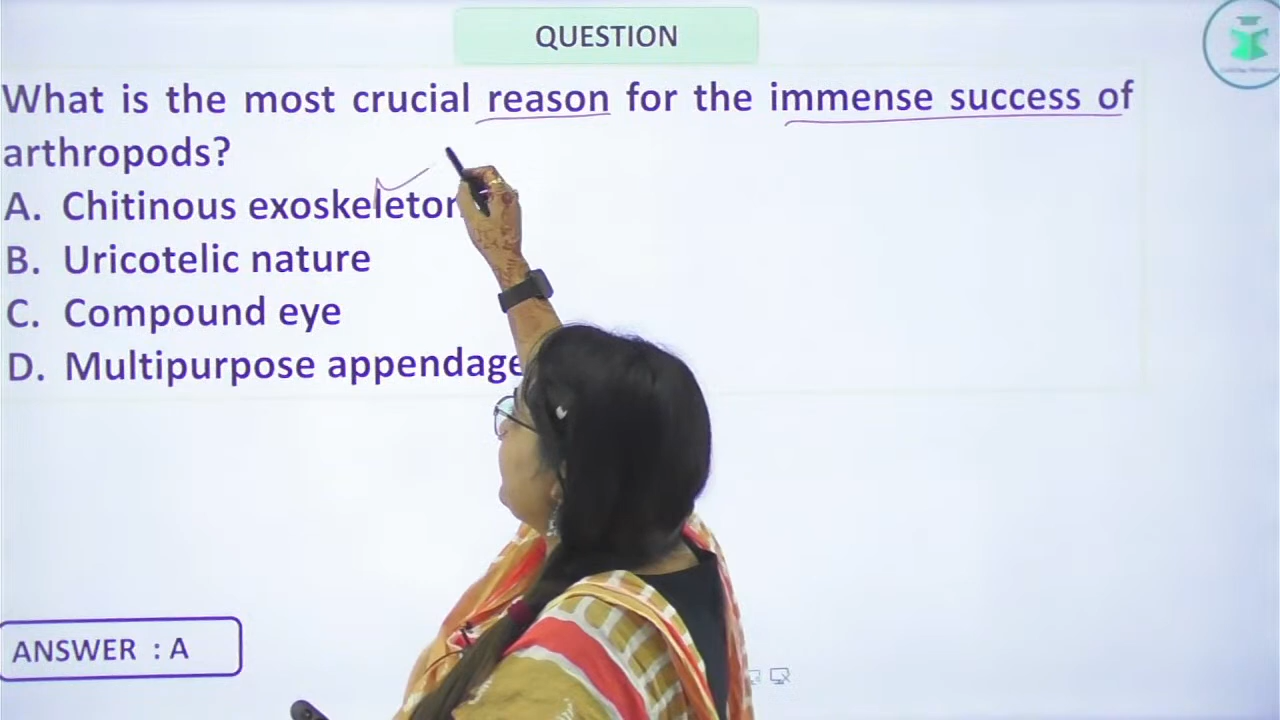 QUESTION
What is the most crucial reason for the immense success of
arthropods?
A. Chitinous exoskeleton
B. Uricotelic nature
C. Compound eye
D. Multipurpose appendage
ANSWER : A